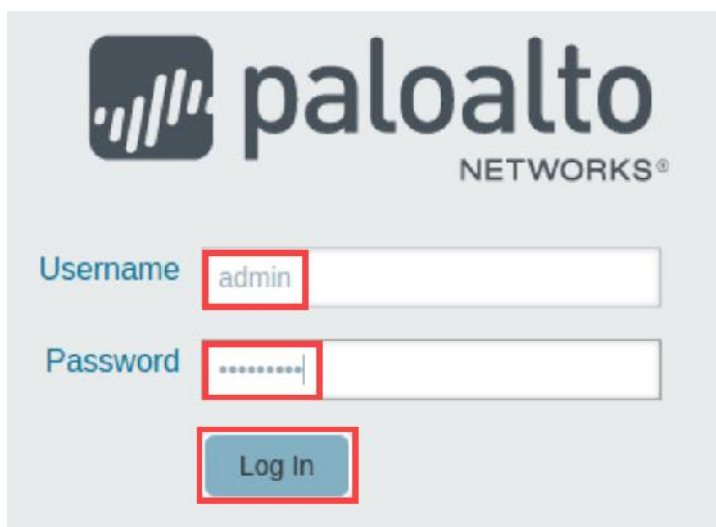 paloalto
NETWORKS®
Username admin
Password •••••••••
Log In